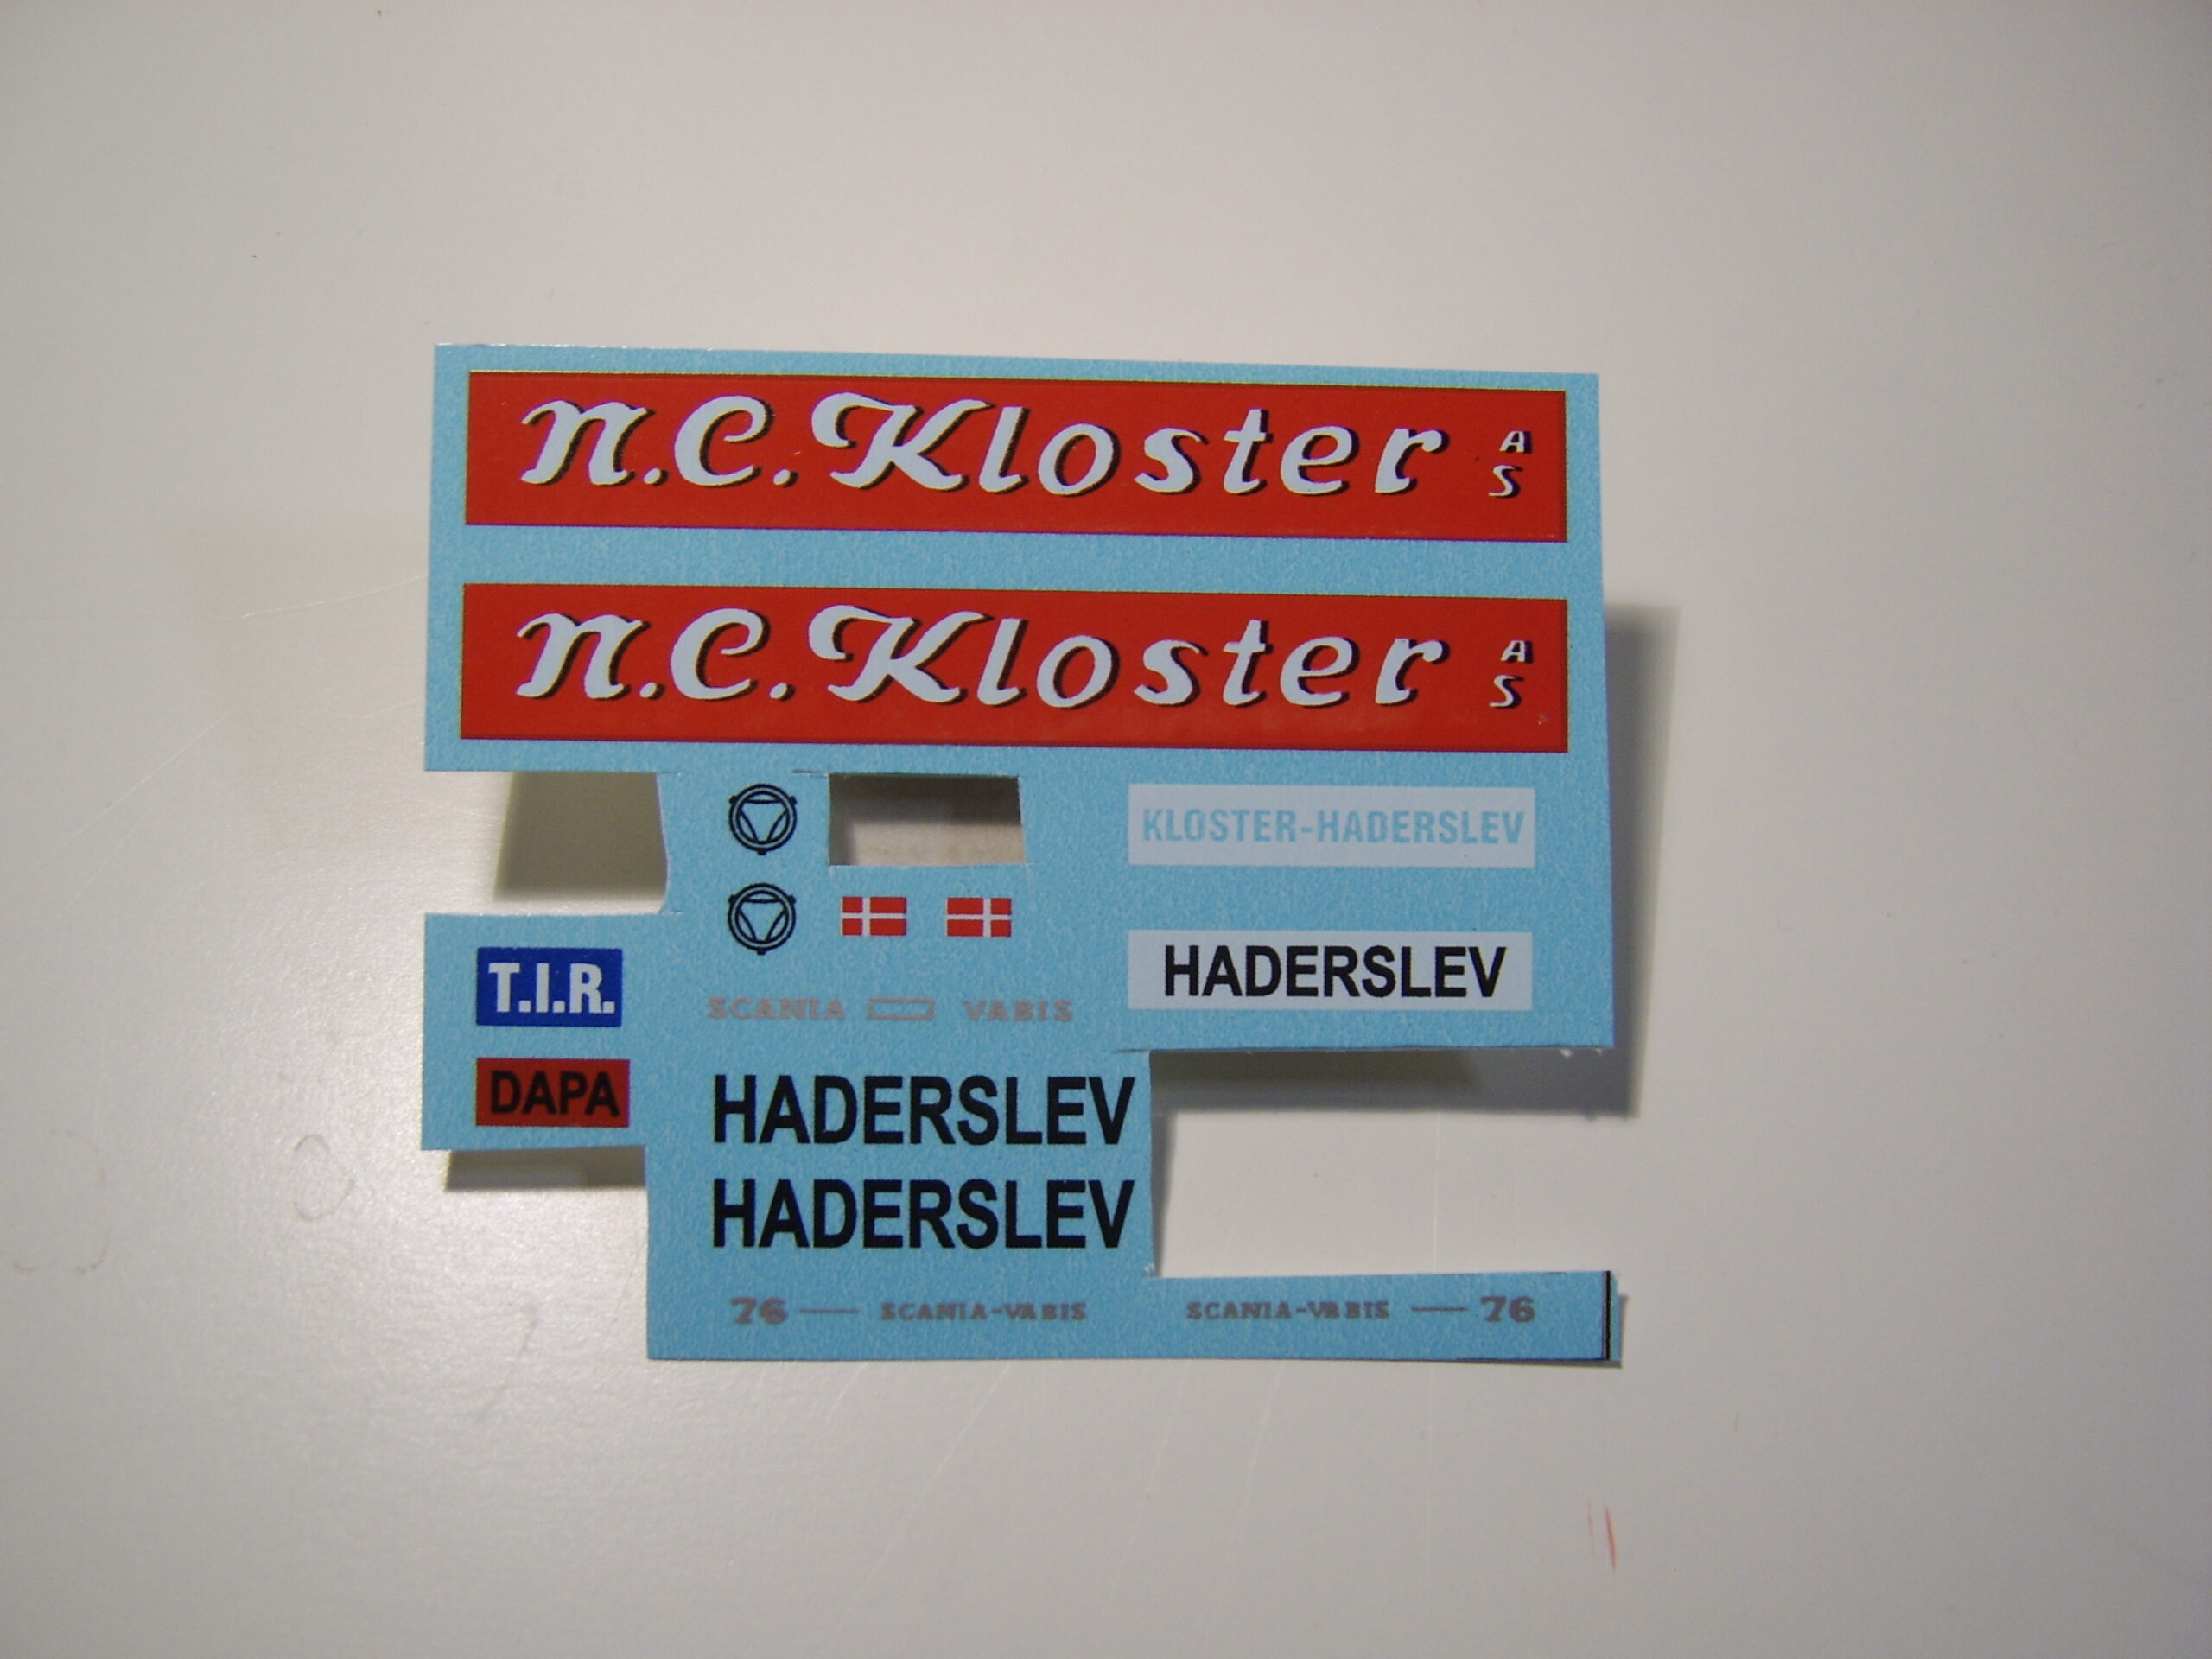 N.C. Kloster A S
N.C. Kloster A S
KLOSTER-HADERSLEV
HADERSLEV
T.I.R.
SCANIA VABIS
DAPA
HADERSLEV
HADERSLEV
76 — SCANIA-VABIS SCANIA-VABIS — 76